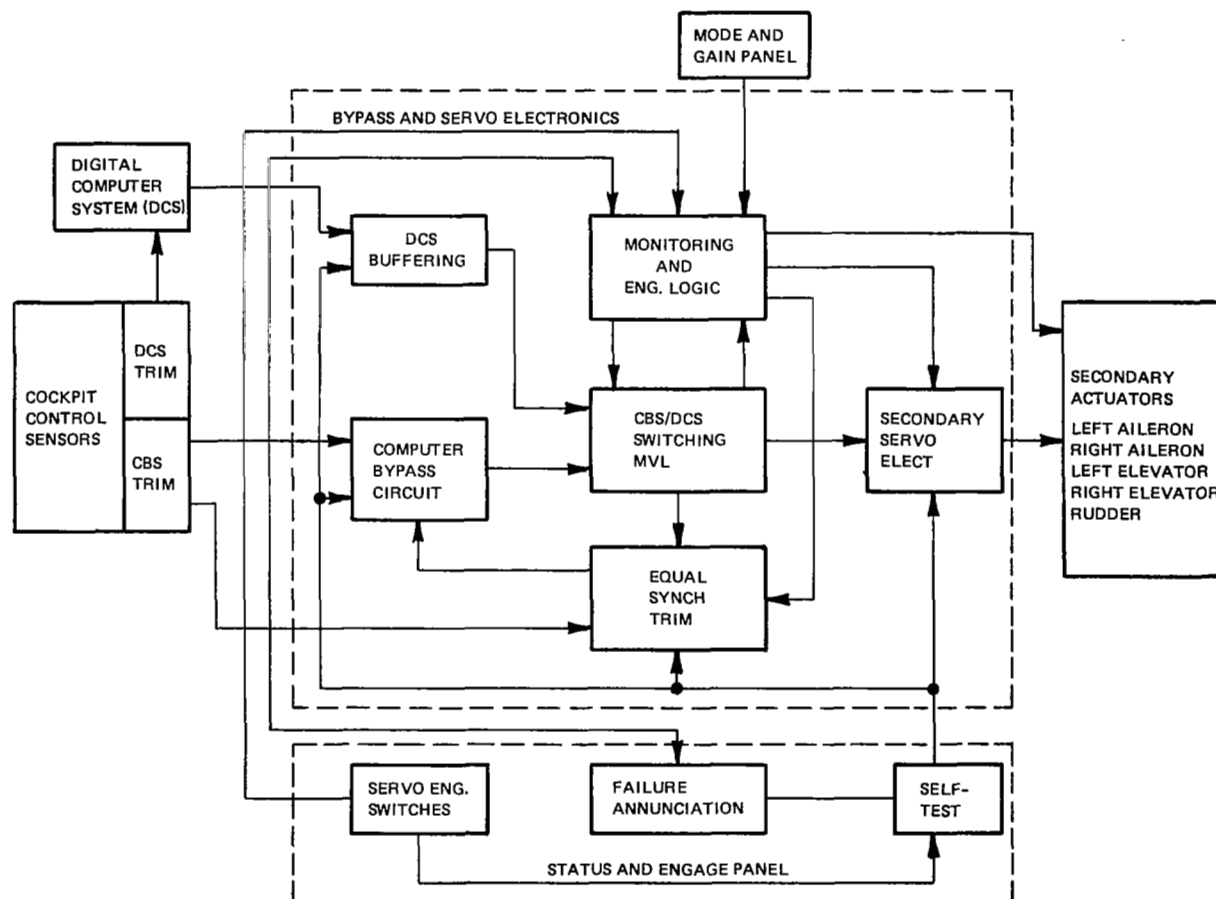 MODE AND
GAIN PANEL
BYPASS AND SERVO ELECTRONICS
DIGITAL
COMPUTER
SYSTEM (DCS)
DCS
BUFFERING
MONITORING
AND
ENG. LOGIC
COCKPIT
CONTROL
SENSORS
DCS
TRIM
CBS
TRIM
COMPUTER
BYPASS
CIRCUIT
CBS/DCS
SWITCHING
MVL
SECONDARY
SERVO
ELECT
SECONDARY
ACTUATORS
LEFT AILERON
RIGHT AILERON
LEFT ELEVATOR
RIGHT ELEVATOR
RUDDER
EQUAL
SYNCH
TRIM
SERVO ENG.
SWITCHES
FAILURE
ANNUNCIATION
SELF-
TEST
STATUS AND ENGAGE PANEL